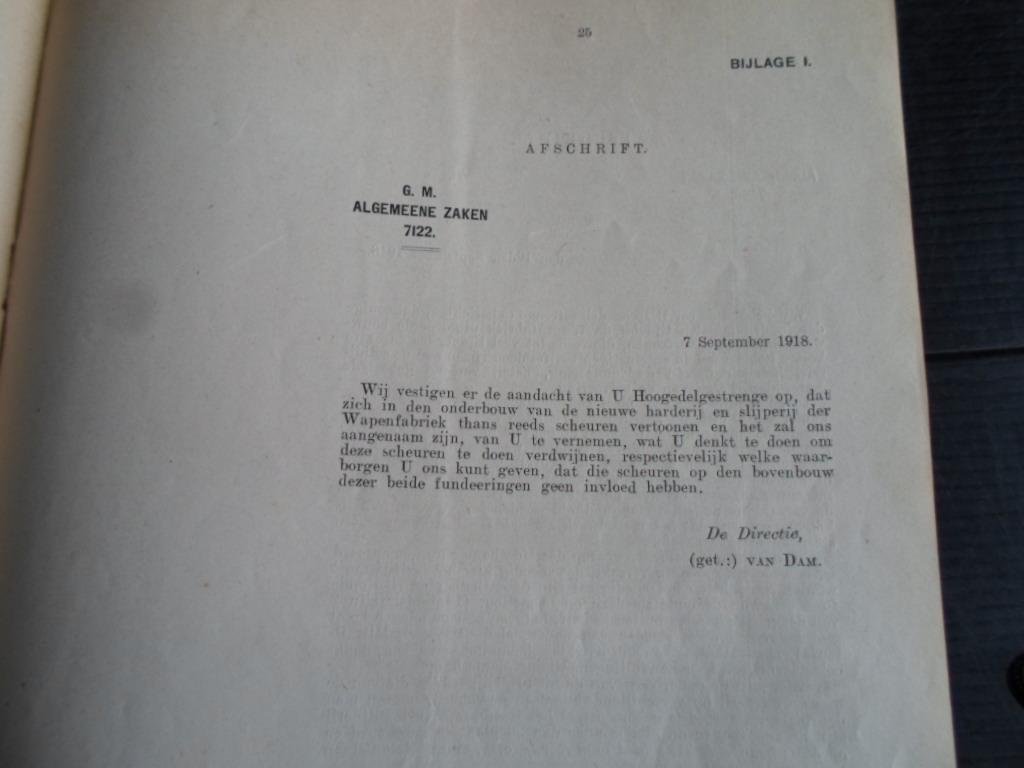 25
BIJLAGE I.
AFSCHRIFT.
G. M.
ALGEMEENE ZAKEN
7122.
7 September 1918.
Wij vestigen er de aandacht van U Hoogedelgestrenge op, dat
zich in den onderbouw van de nieuwe harderij en slijperij der
Wapenfabriek thans reeds scheuren vertoonen en het zal ons
aangenaam zijn, van U te vernemen, wat U denkt te doen om
deze scheuren te doen verdwijnen, respectievelijk welke waar-
borgen U ons kunt geven, dat die scheuren op den bovenbouw
dezer beide fundeeringen geen invloed hebben.
De Directie,
(get.:) VAN DAM.